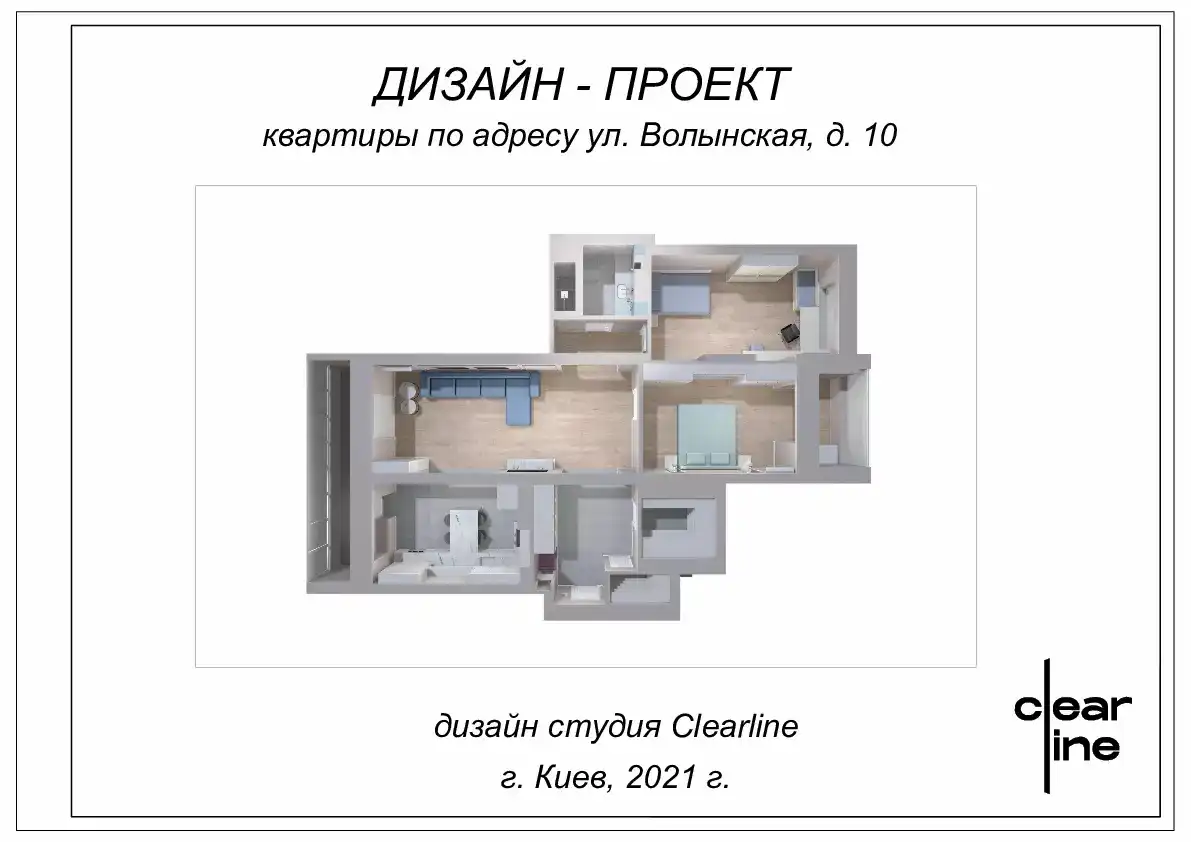 ДИЗАЙН - ПРОЕКТ
квартиры по адресу ул. Волынская, д. 10
дизайн студия Clearline
г. Киев, 2021 г.
clear
line